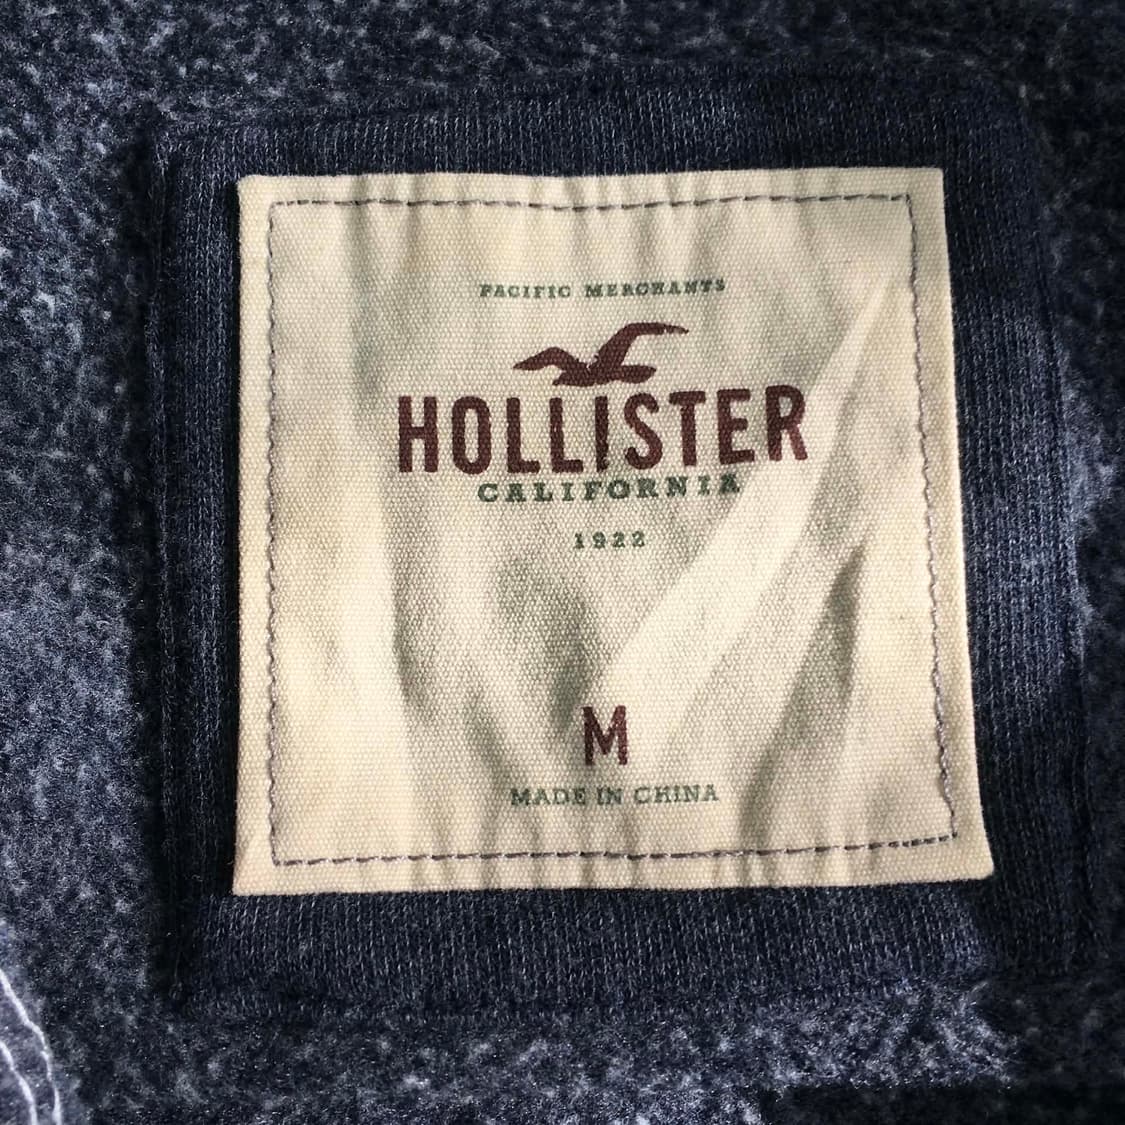 PACIFIC MERCHANTS
HOLLISTER
CALIFORNIA
1922
M
MADE IN CHINA